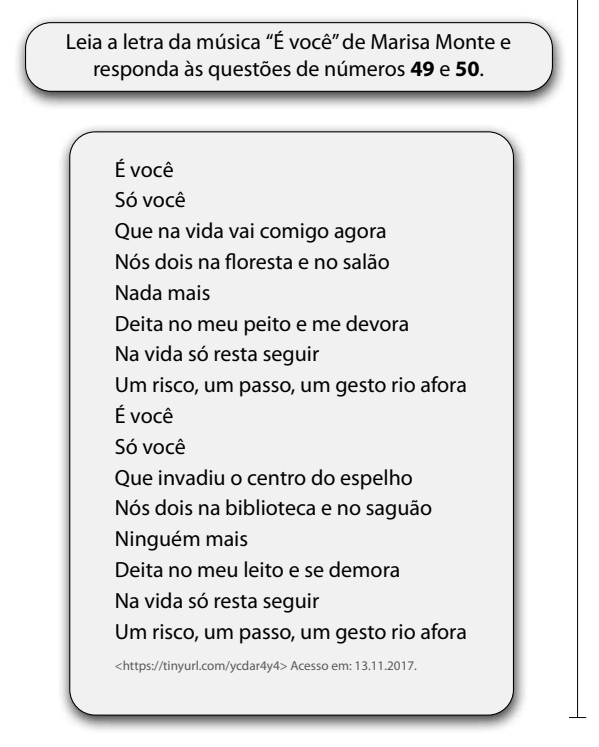 Leia a letra da música “É você” de Marisa Monte e
responda às questões de números 49 e 50.
É você
Só você
Que na vida vai comigo agora
Nós dois na floresta e no salão
Nada mais
Deita no meu peito e me devora
Na vida só resta seguir
Um risco, um passo, um gesto rio afora
É você
Só você
Que invadiu o centro do espelho
Nós dois na biblioteca e no saguão
Ninguém mais
Deita no meu leito e se demora
Na vida só resta seguir
Um risco, um passo, um gesto rio afora
<https://tinyurl.com/ycdar4y4> Acesso em: 13.11.2017.